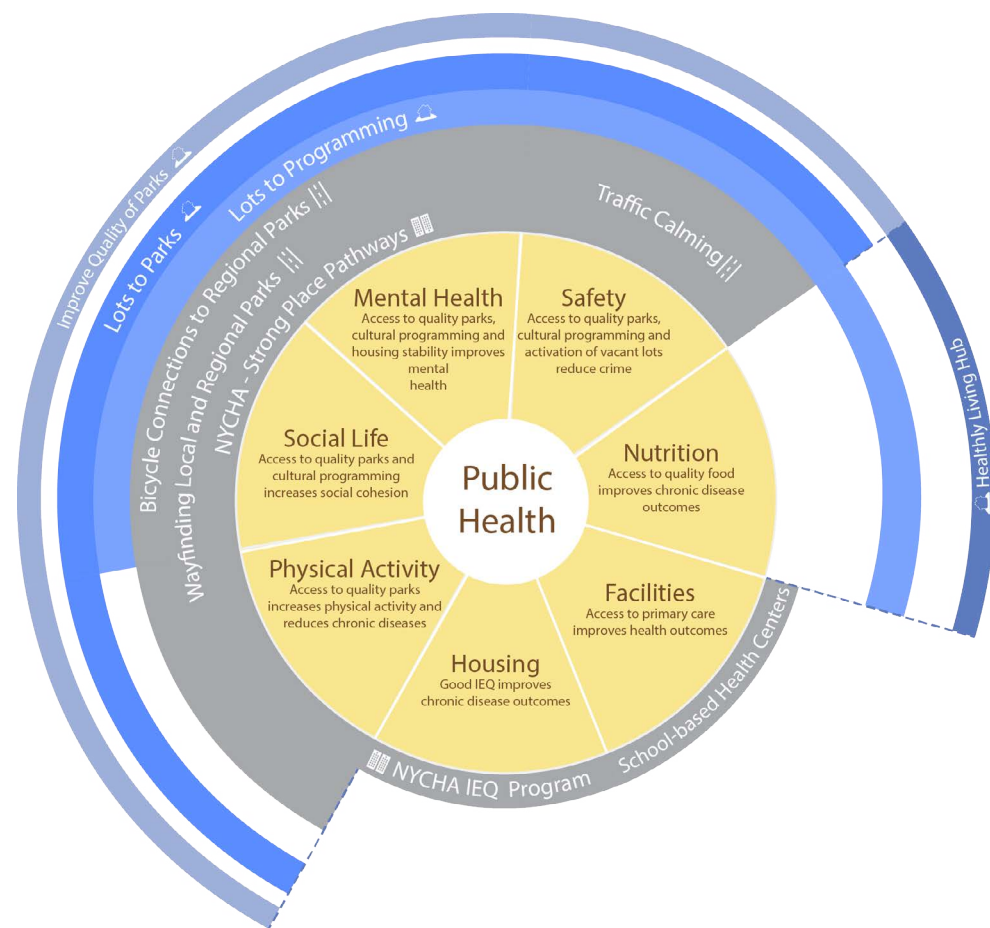 Improve Quality of Parks
Lots to Parks
Lots to Programming
Bicycle Connections to Regional Parks
Wayfinding Local and Regional Parks
NYCHA - Strong Place Pathways
Traffic Calming
Healthly Living Hub
Mental Health
Access to quality parks,
cultural programming and
housing stability improves
mental
health
Safety
Access to quality parks,
cultural programming and
activation of vacant lots
reduce crime
Social Life
Access to quality parks and
cultural programming
increases social cohesion
Public
Health
Nutrition
Access to quality food
improves chronic disease
outcomes
Physical Activity
Access to quality parks
increases physical activity and
reduces chronic diseases
Facilities
Access to primary care
improves health outcomes
Housing
Good IEQ improves
chronic disease outcomes
NYCHA IEQ Program
School-based Health Centers